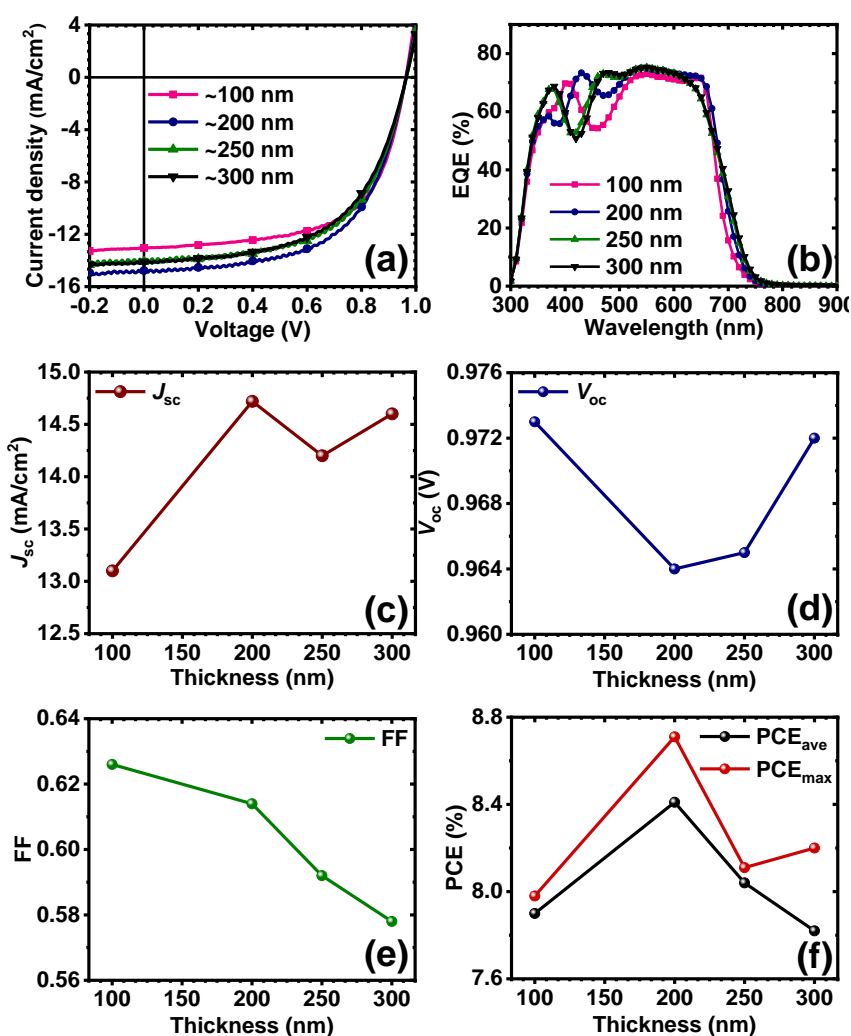 4
0
-4
-8
-12
-16
Current density (mA/cm²)
~100 nm
~200 nm
~250 nm
~300 nm
(a)
-0.2 0.0 0.2 0.4 0.6 0.8 1.0
Voltage (V)
80
60
40
20
0
EQE (%)
100 nm
200 nm
250 nm
300 nm
(b)
300 400 500 600 700 800 900
Wavelength (nm)
15.0
14.5
14.0
13.5
13.0
12.5
Jsc (mA/cm²)
Jsc
(c)
100 150 200 250 300
Thickness (nm)
0.976
0.972
0.968
0.964
0.960
Voc (V)
Voc
(d)
100 150 200 250 300
Thickness (nm)
0.64
0.62
0.60
0.58
0.56
FF
FF
(e)
100 150 200 250 300
Thickness (nm)
8.8
8.4
8.0
7.6
PCE (%)
PCEave
PCEmax
(f)
100 150 200 250 300
Thickness (nm)